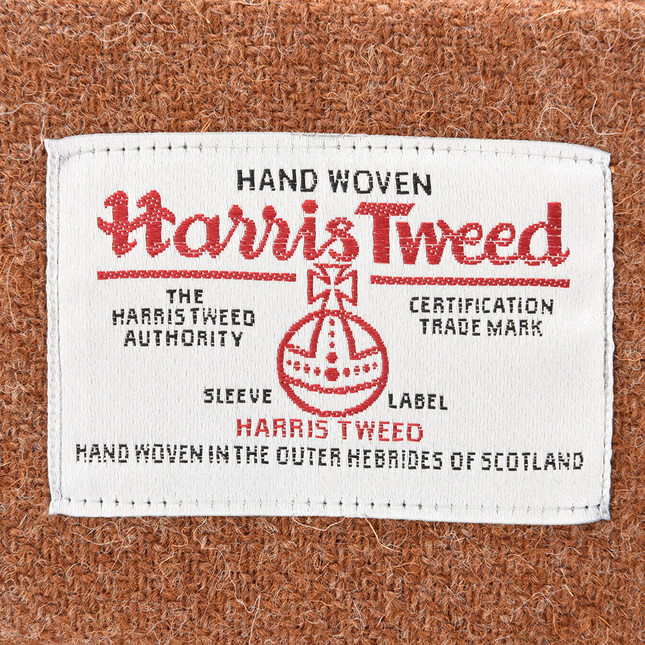 HAND WOVEN
Harris Tweed
THE
HARRIS TWEED
AUTHORITY
CERTIFICATION
TRADE MARK
SLEEVE LABEL
HARRIS TWEED
HAND WOVEN IN THE OUTER HEBRIDES OF SCOTLAND